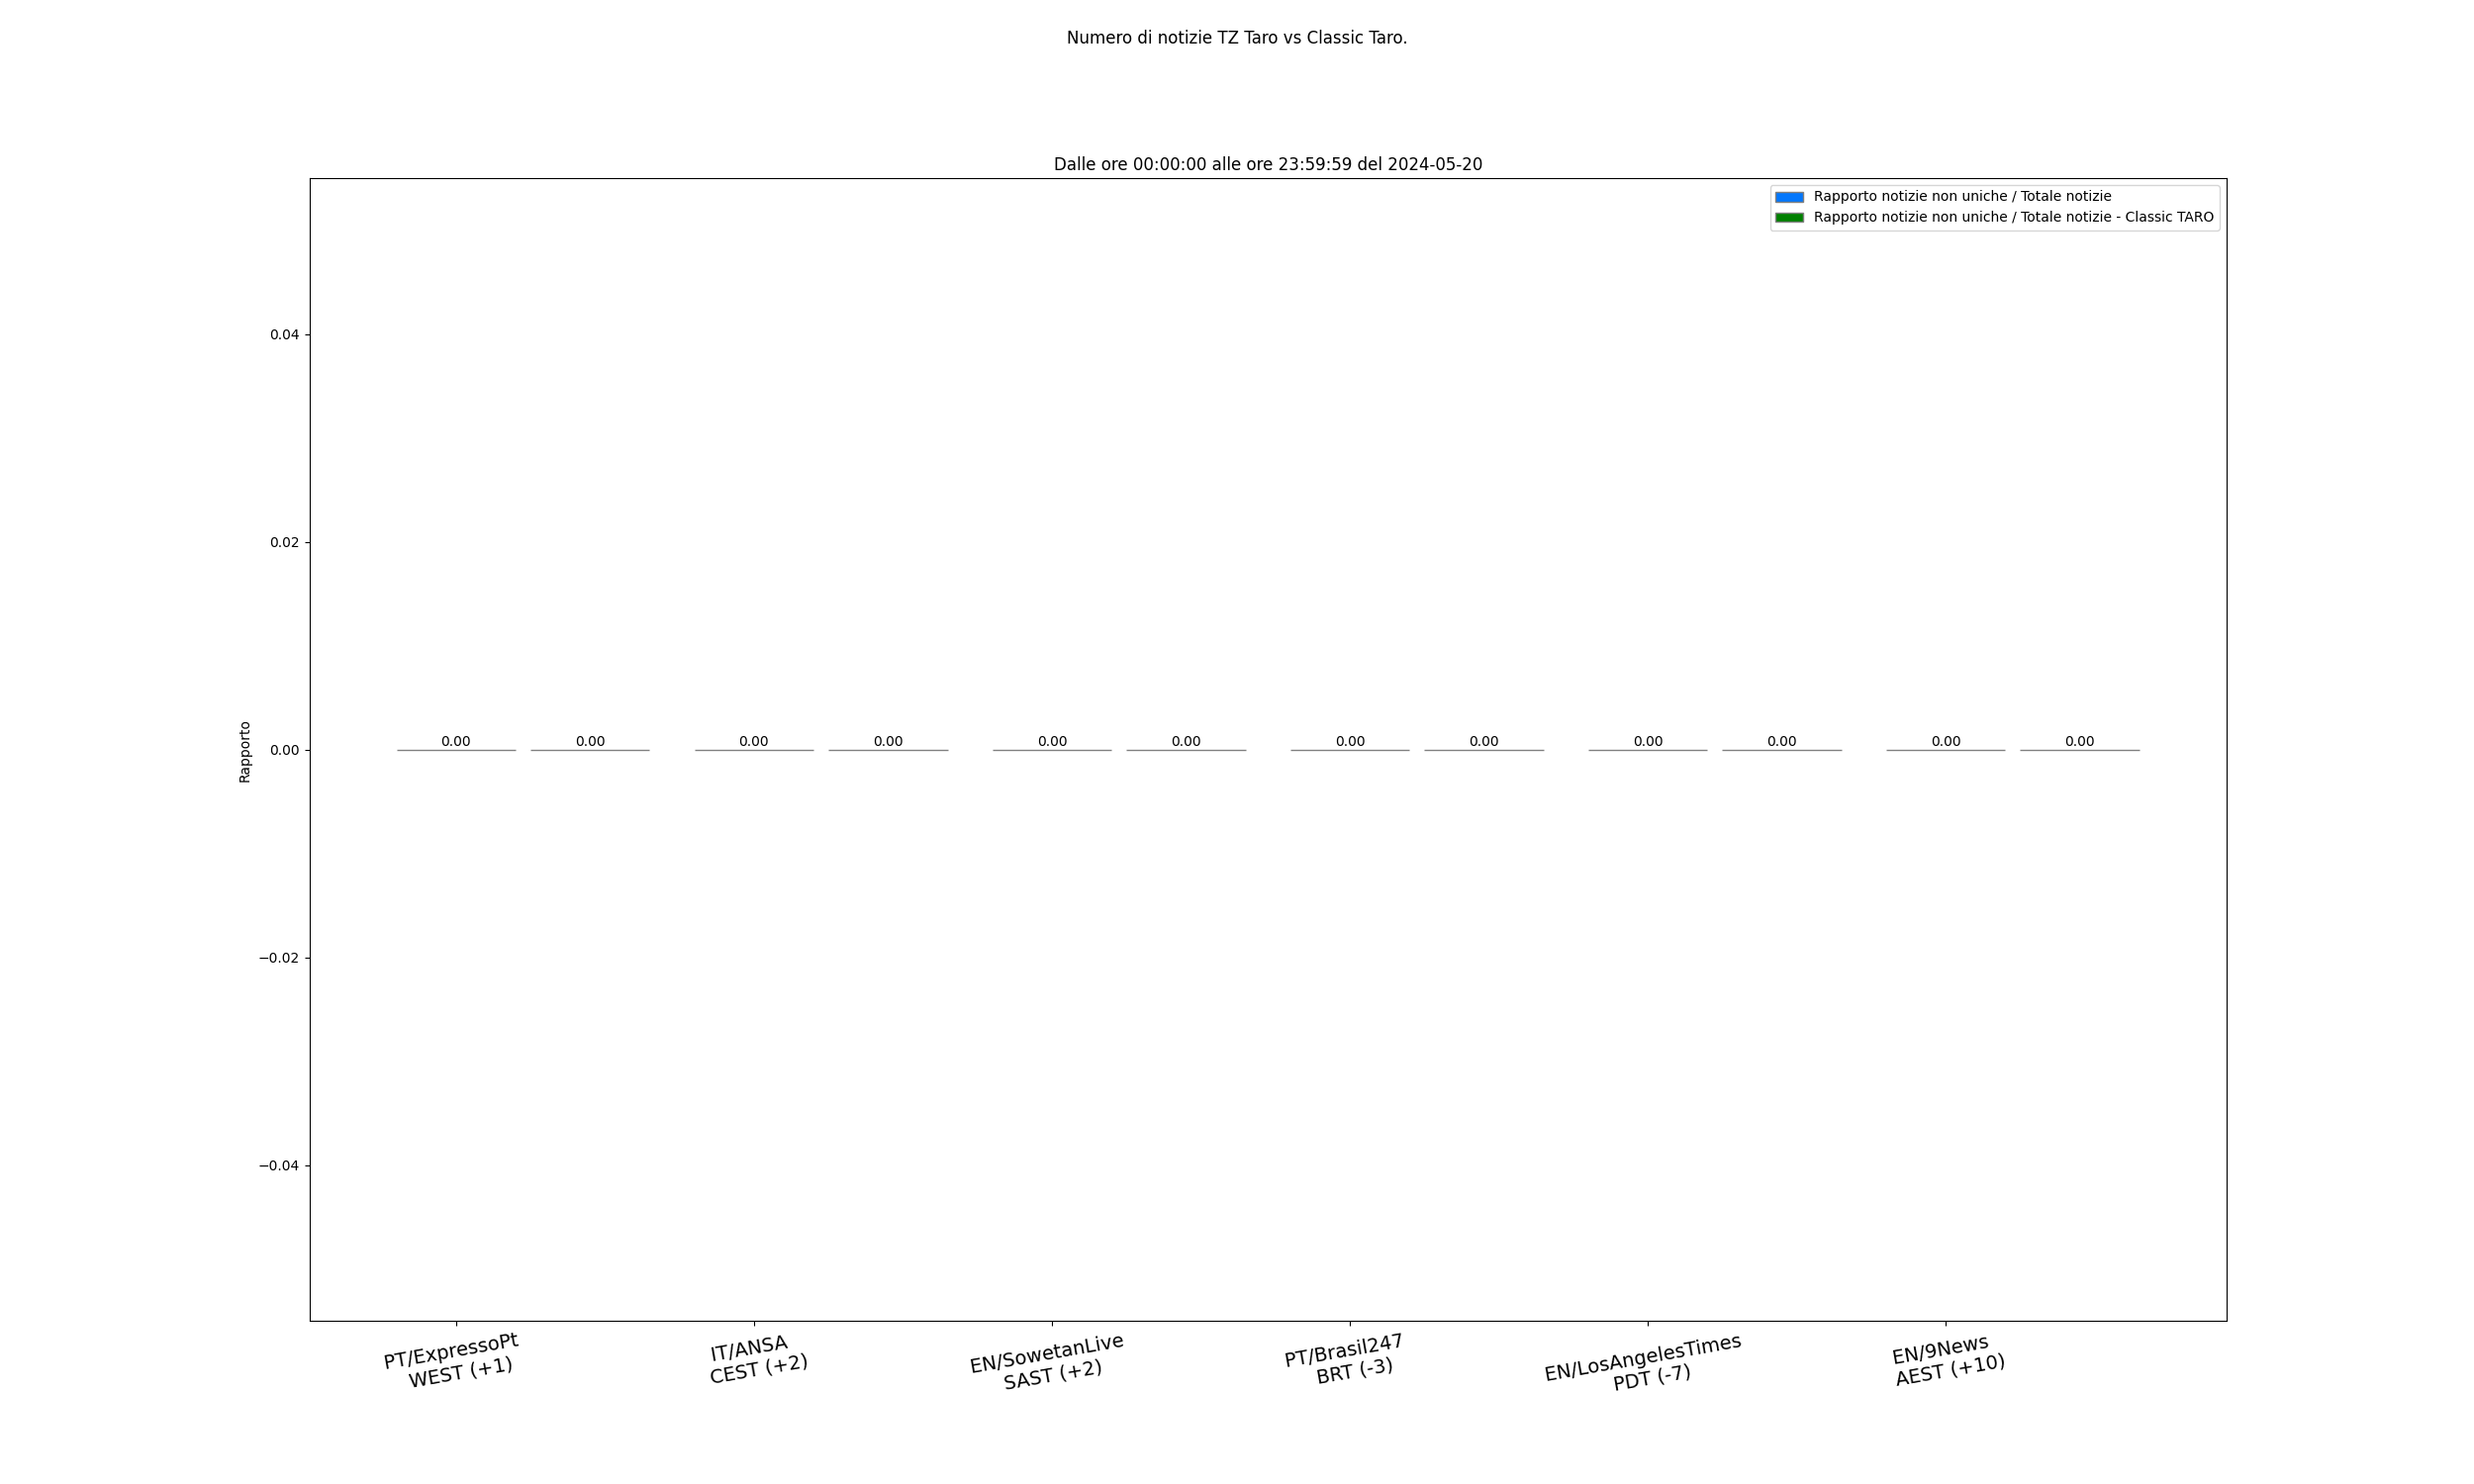 Numero di notizie TZ Taro vs Classic Taro.
Dalle ore 00:00:00 alle ore 23:59:59 del 2024-05-20
Rapporto notizie non uniche / Totale notizie
Rapporto notizie non uniche / Totale notizie - Classic TARO
0.04
0.02
0.00
−0.02
−0.04
Rapporto
0.00 0.00 0.00 0.00 0.00 0.00 0.00 0.00 0.00 0.00 0.00 0.00
PT/ExpressoPt
WEST (+1)
IT/ANSA
CEST (+2)
EN/SowetanLive
SAST (+2)
PT/Brasil247
BRT (-3)
EN/LosAngelesTimes
PDT (-7)
EN/9News
AEST (+10)